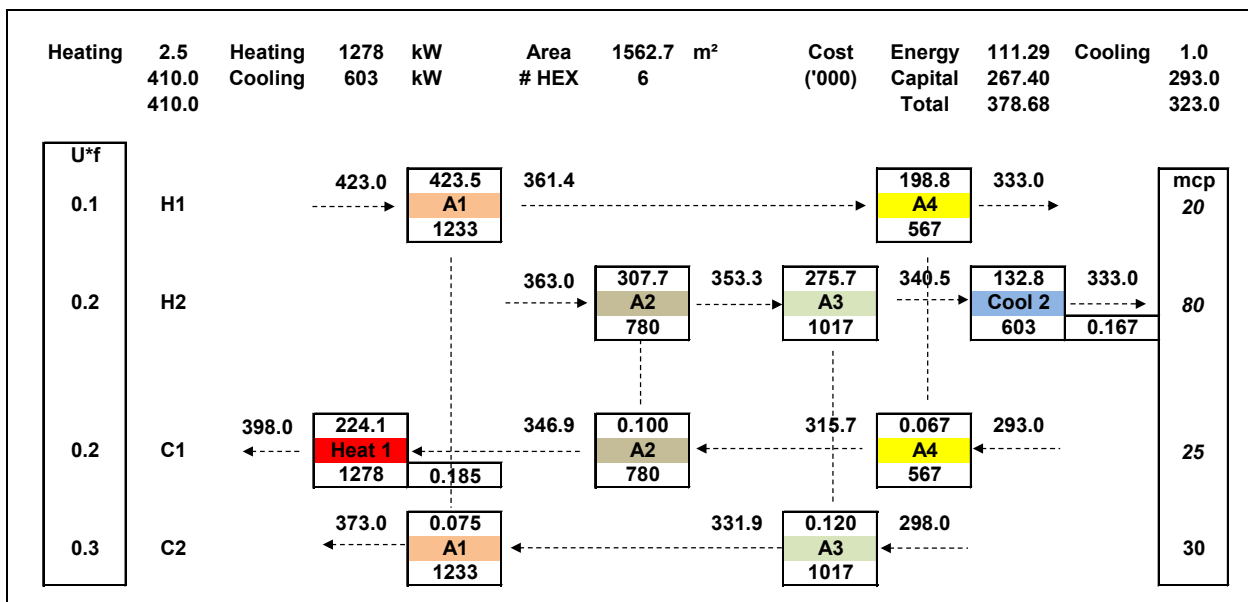 Heating 2.5 Heating 1278 kW Area 1562.7 m² Cost Energy 111.29 Cooling 1.0
410.0 Cooling 603 kW # HEX 6 ('000) Capital 267.40 293.0
410.0 Total 378.68 323.0
U*f
423.0 423.5 361.4 198.8 333.0 mcp
0.1 H1 A1 A4 20
1233 567
363.0 307.7 353.3 275.7 340.5 132.8 333.0
0.2 H2 A2 A3 Cool 2 80
780 1017 603 0.167
398.0 224.1 346.9 0.100 315.7 0.067 293.0
0.2 C1 Heat 1 A2 A4 25
1278 0.185 780 567
373.0 0.075 331.9 0.120 298.0
0.3 C2 A1 A3 30
1233 1017